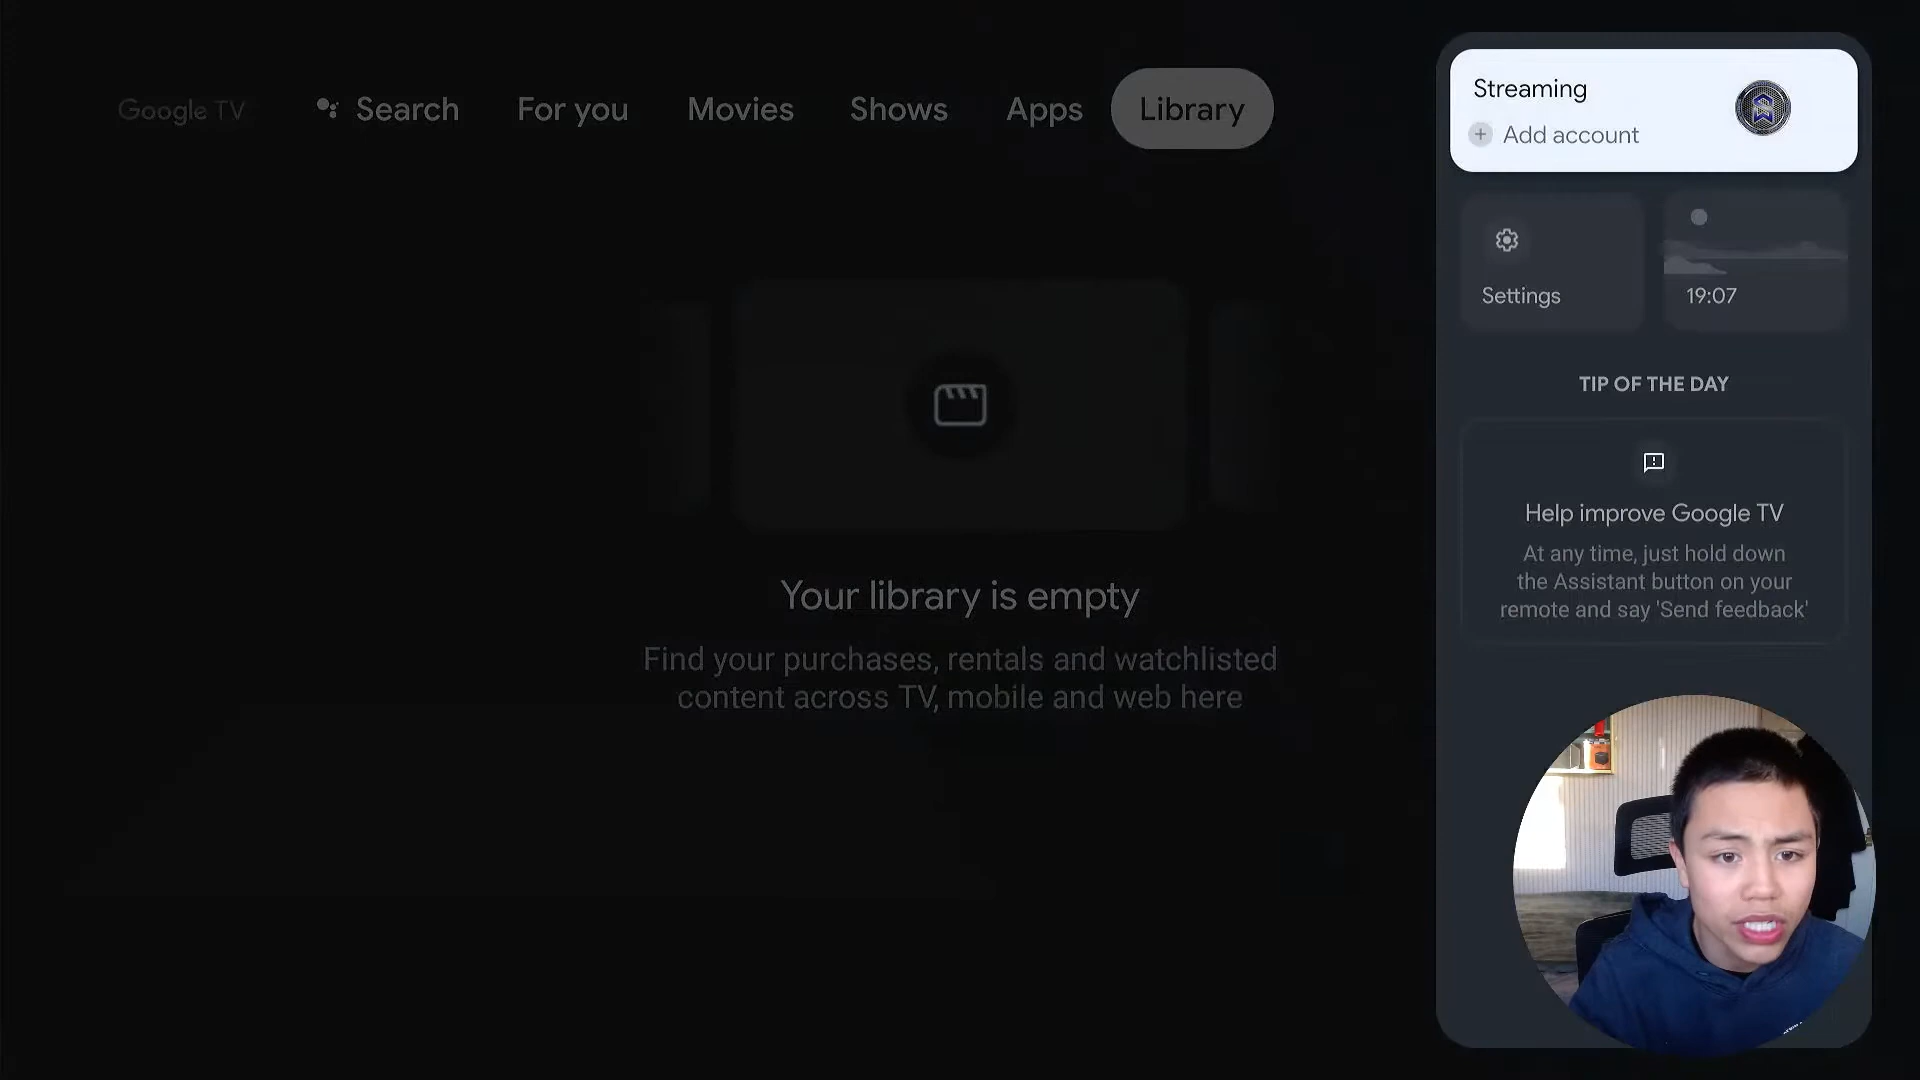 Google TV
Search
For you
Movies
Shows
Apps
Library
Your library is empty
Find your purchases, rentals and watchlisted
content across TV, mobile and web here
Streaming
Add account
Settings
19:07
TIP OF THE DAY
Help improve Google TV
At any time, just hold down
the Assistant button on your
remote and say 'Send feedback'